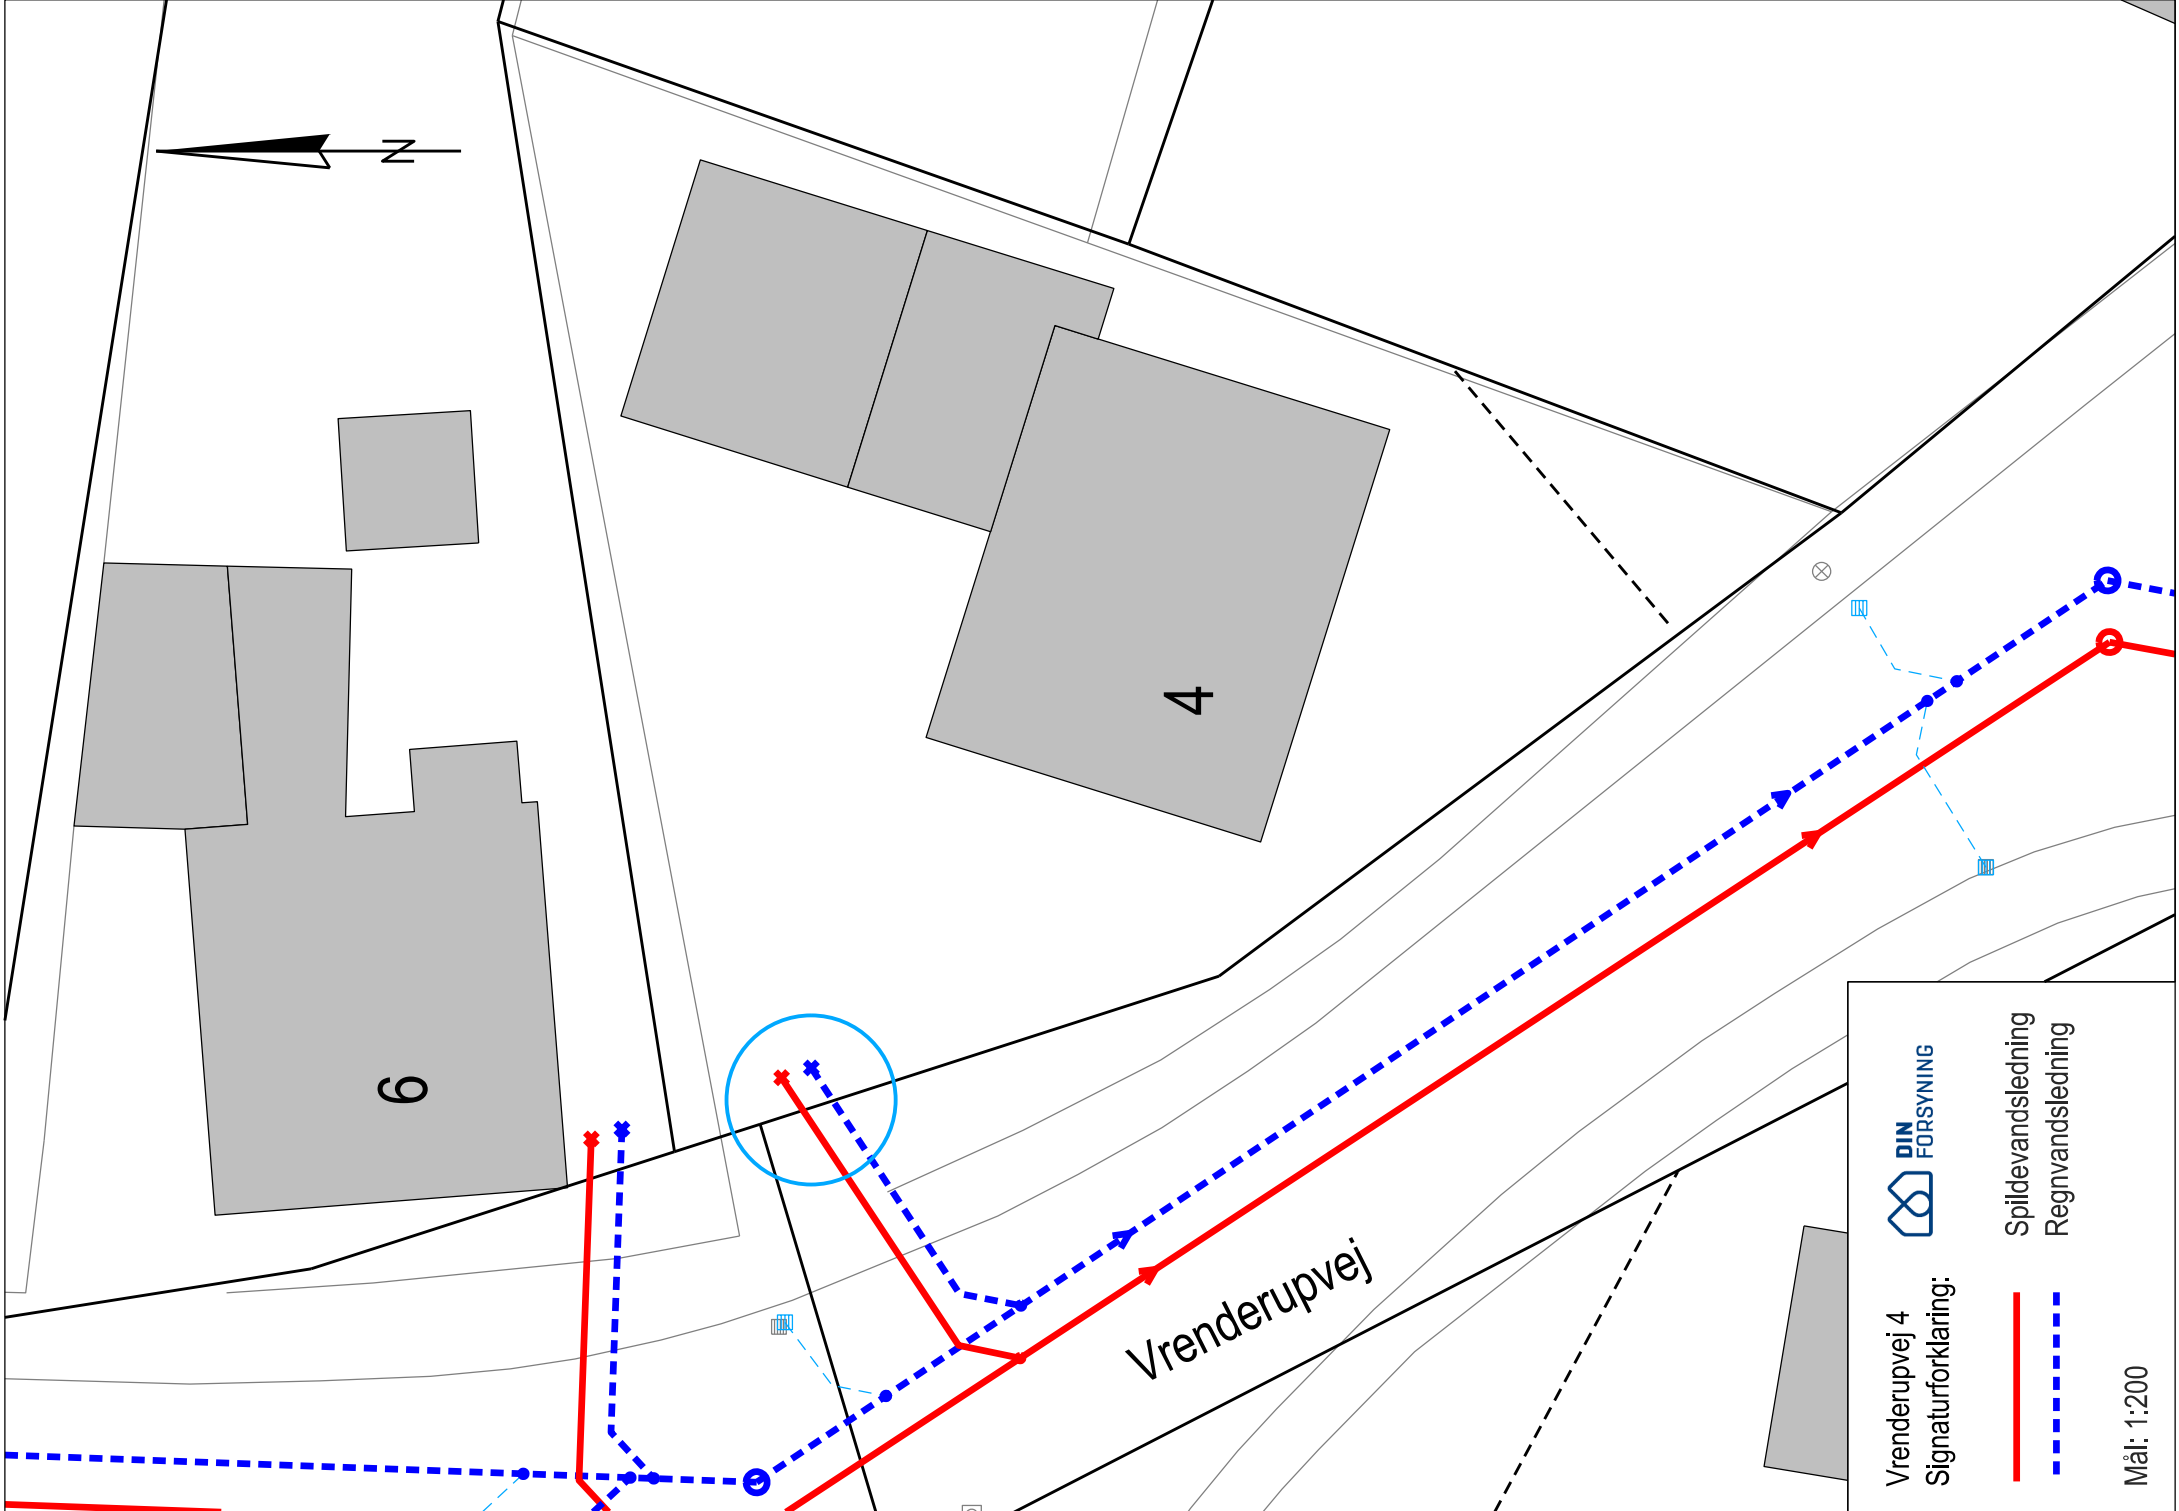 N
6
4
Vrenderupvej
DIN
FORSYNING
Vrenderupvej 4
Signaturforklaring:
Spildevandsledning
Regnvandsledning
Mål: 1:200